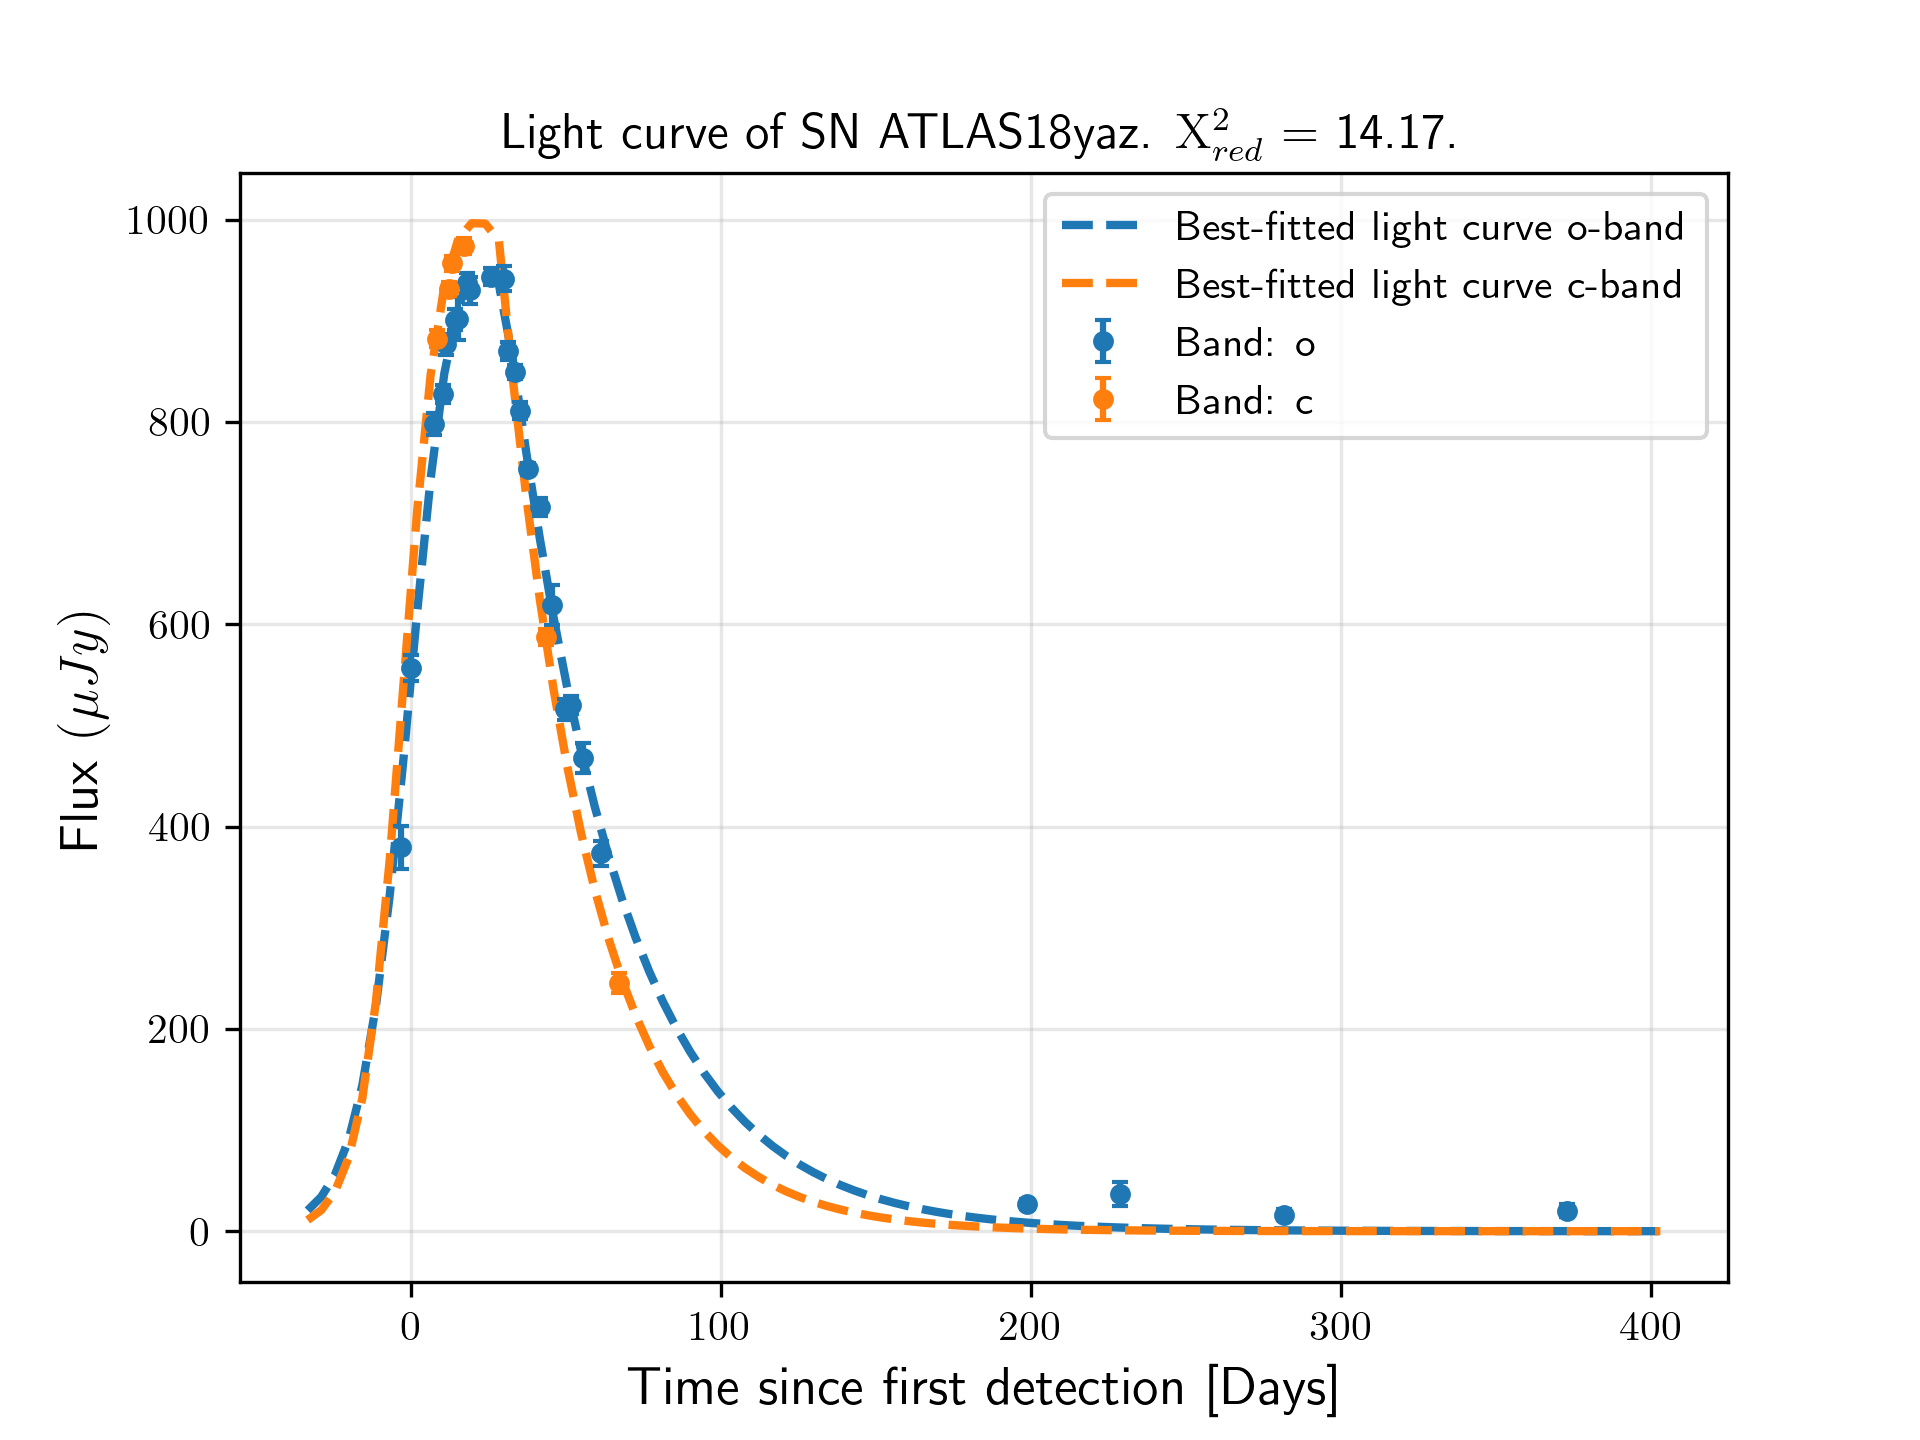 Light curve of SN ATLAS18yaz. X²_red = 14.17.
Best-fitted light curve o-band
Best-fitted light curve c-band
Band: o
Band: c
Flux (μJy)
1000
800
600
400
200
0
0 100 200 300 400
Time since first detection [Days]